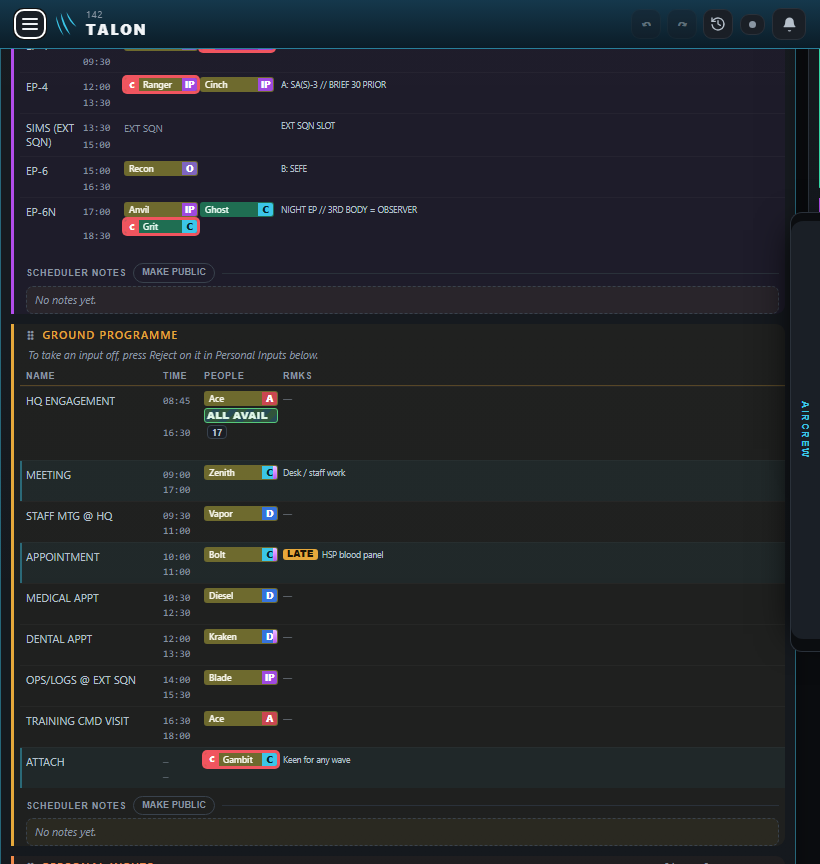 142
TALON
09:30
EP-4 12:00 c Ranger IP Cinch IP A: SA(S)-3 // BRIEF 30 PRIOR
13:30
SIMS (EXT SQN) 13:30 EXT SQN EXT SQN SLOT
15:00
EP-6 15:00 Recon O B: SEFE
16:30
EP-6N 17:00 Anvil IP Ghost C NIGHT EP // 3RD BODY = OBSERVER
c Grit C
18:30
SCHEDULER NOTES MAKE PUBLIC
No notes yet.
GROUND PROGRAMME
To take an input off, press Reject on it in Personal Inputs below.
NAME TIME PEOPLE RMKS
HQ ENGAGEMENT 08:45 Ace A —
ALL AVAIL
16:30 17
MEETING 09:00 Zenith C Desk / staff work
17:00
STAFF MTG @ HQ 09:30 Vapor D —
11:00
APPOINTMENT 10:00 Bolt C LATE HSP blood panel
11:00
MEDICAL APPT 10:30 Diesel D —
12:30
DENTAL APPT 12:00 Kraken D —
13:30
OPS/LOGS @ EXT SQN 14:00 Blade IP —
15:30
TRAINING CMD VISIT 16:30 Ace A —
18:00
ATTACH — c Gambit C Keen for any wave
—
SCHEDULER NOTES MAKE PUBLIC
No notes yet.
AIRCREW